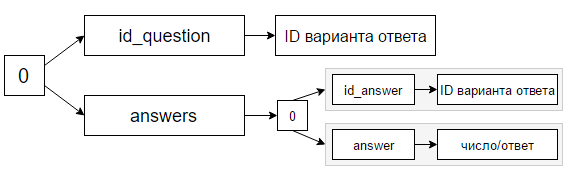 0
id_question
ID варианта ответа
answers
0
id_answer
ID варианта ответа
answer
число/ответ